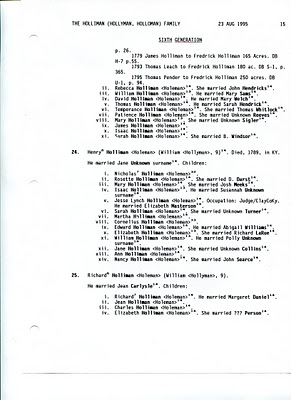 THE HOLLIMAN (HOLLYMAN, HOLLOMAN) FAMILY 23 AUG 1995 15
SIXTH GENERATION
p. 26.
1779 James Holliman to Fredrick Holliman 165 Acres. DB
H-7 p.55.
1793 Thomas Leach to Fredrick Holliman 180 ac. DB S-1, p.
365.
1795 Thomas Pender to Fredrick Holliman 250 acres. DB
U-1, p. 94.
ii. Rebecca Holliman <Holeman>. She married John Hendricks.
iii. William Holliman <Holeman>. He married Mary Sams.
iv. David Holliman <Holeman>. He married Mary Walch.
v. Thomas Holliman <Holeman>. He married Sarah Hendrick.
vi. Temperance Holliman <Holeman>. She married Thomas Whitlock.
vii. Patience Holliman <Holeman>. She married Unknown Reeves.
viii. Mary Holliman <Holeman>. She married Unknown Sigler.
ix. James Holliman <Holeman>.
x. Isaac Holliman <Holeman>.
xi. Sarah Holliman <Holeman>. She married B. Windsor.
24. Henry Holliman <Holeman> (William <Hollymann>, 9). Died, 1789, in KY.
He married Jane Unknown surname. Children:
i. Nicholas Holliman <Holeman>.
ii. Rosette Holliman <Holeman>. She married D. Durst.
iii. Mary Holliman <Holeman>. She married Josh Meeks.
iv. Isaac Holliman <Holeman>. He married Susannah Unknown
surname.
v. Jesse Lynch Holliman <Holeman>. Occupation: Judge/ClayCoKy.
He married Elizabeth Masterson.
vi. Sarah Holliman <Holeman>. She married Unknown Turner.
vii. Martha Holliman <Holeman>.
viii. Cornelius Holliman <Holeman>.
ix. Edward Holliman <Holeman>. He married Abigail Williams.
x. Elizabeth Holliman <Holeman>. She married Richard LaRue.
xi. William Holliman <Holeman>. He married Polly Unknown
surname.
xii. Jane Holliman <Holeman>. She married Unknown Collins.
xiii. Ann Holliman <Holeman>.
xiv. Nancy Holliman <Holeman>. She married John Searce.
25. Richard Holliman <Holeman> (William <Hollymann>, 9).
He married Jean Carlysle. Children:
i. Richard Holliman <Holeman>. He married Margaret Daniel.
ii. Jean Holliman <Holeman>.
iii. Charles Holliman <Holeman>.
iv. Elizabeth Holliman <Holeman>. She married ??? Person.